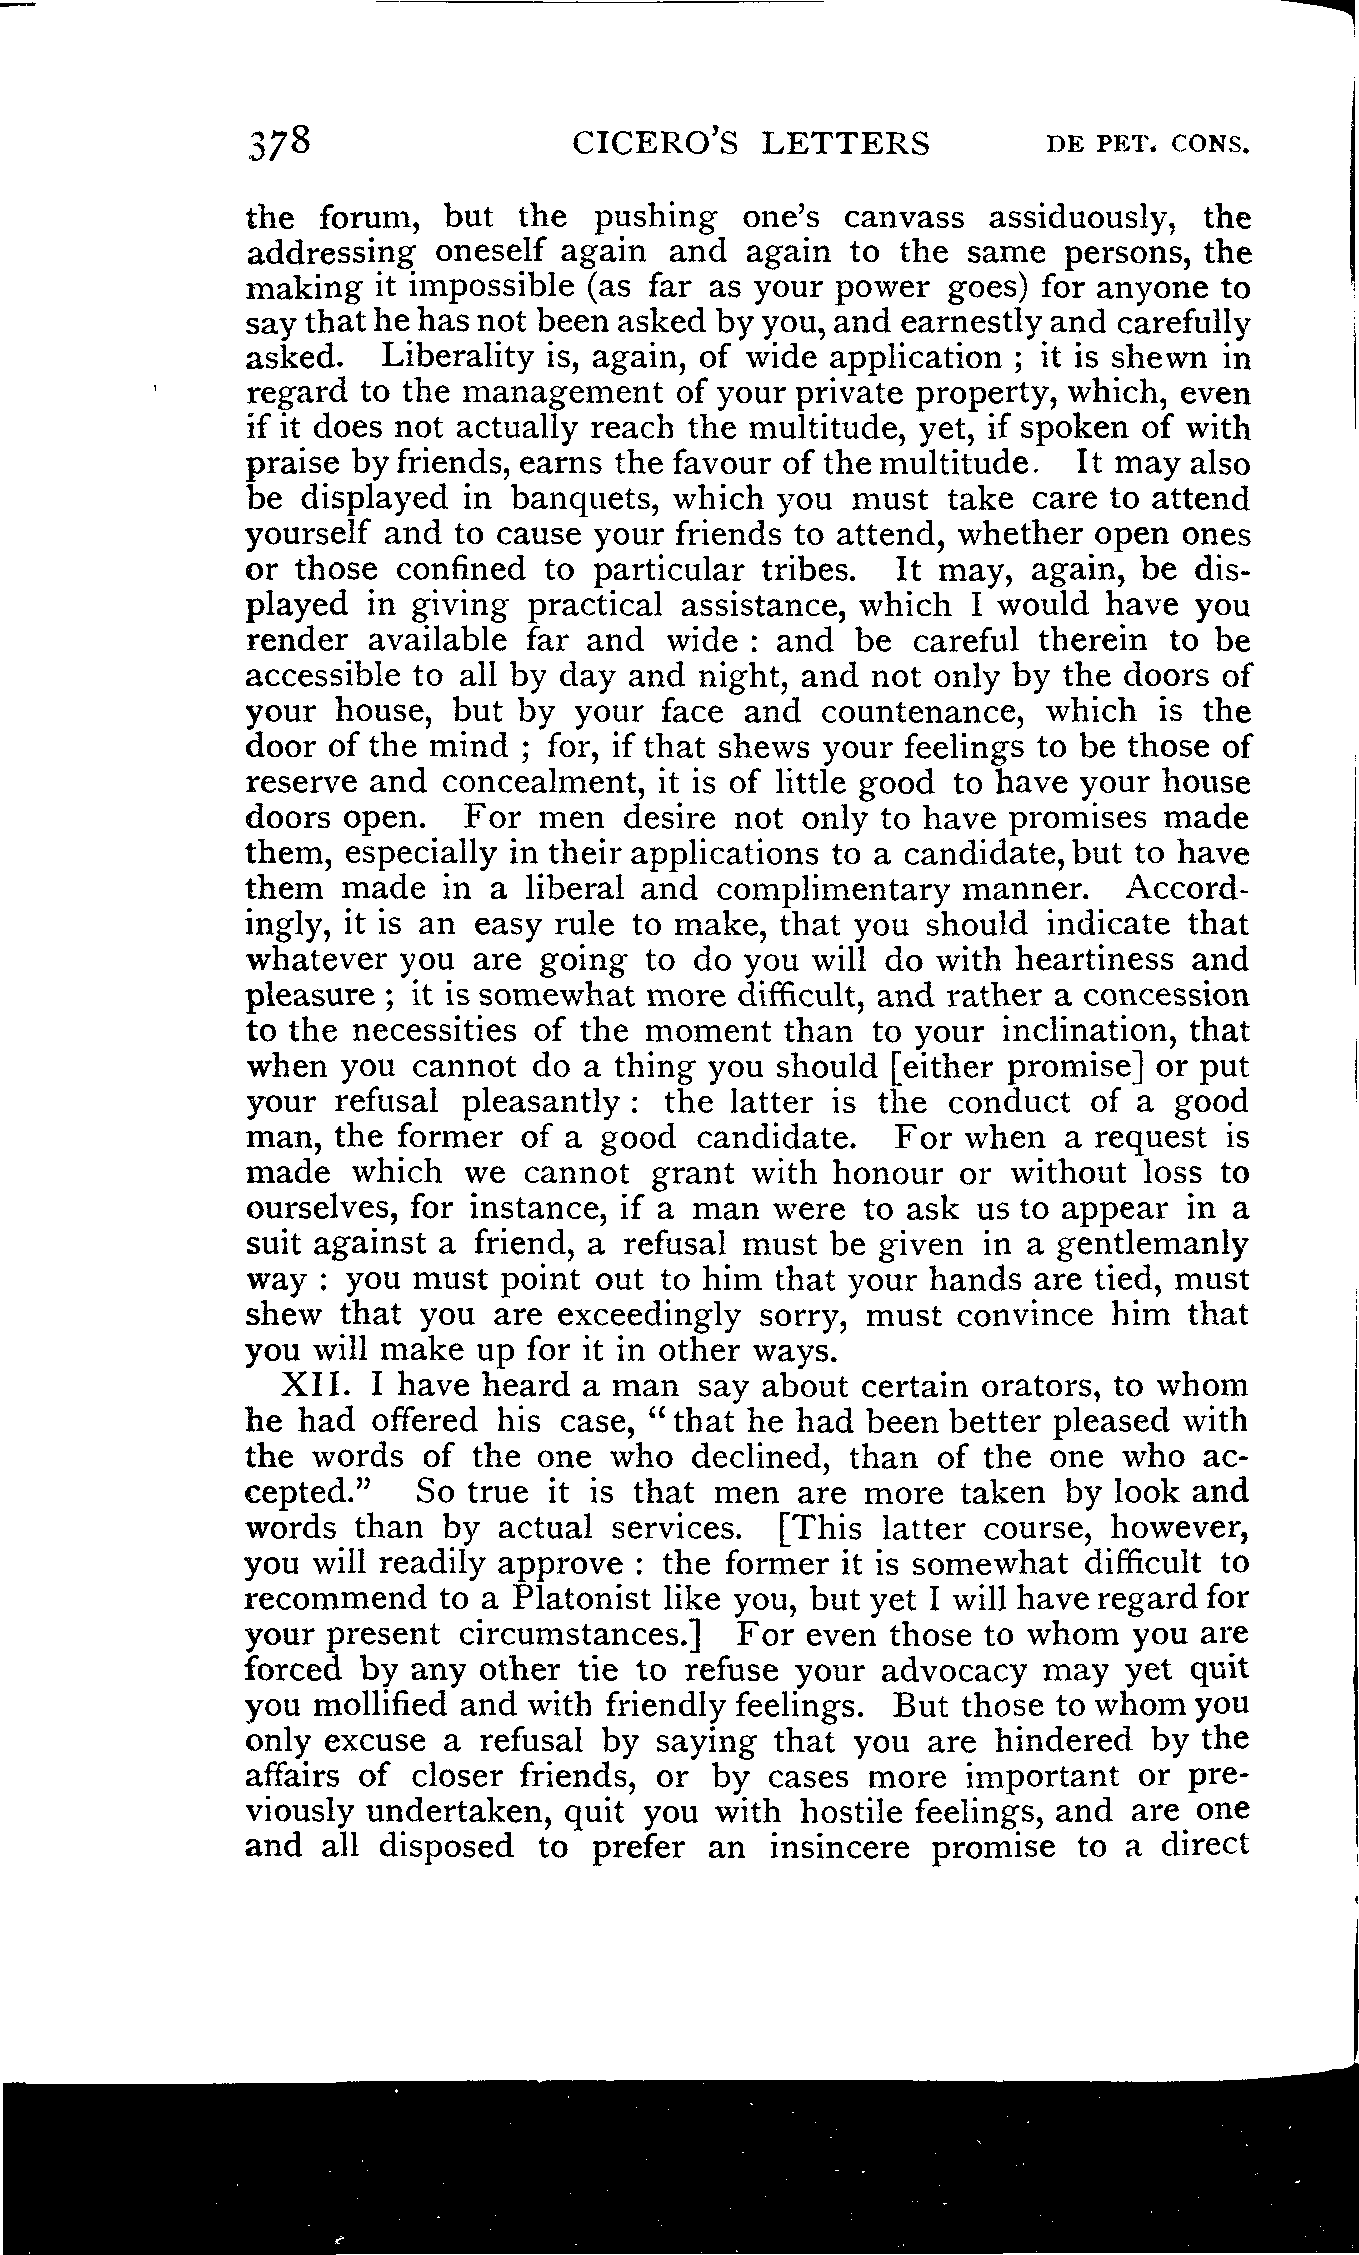 378 CICERO'S LETTERS DE PET. CONS.
the forum, but the pushing one's canvass assiduously, the
addressing oneself again and again to the same persons, the
making it impossible (as far as your power goes) for anyone to
say that he has not been asked by you, and earnestly and carefully
asked. Liberality is, again, of wide application ; it is shewn in
regard to the management of your private property, which, even
if it does not actually reach the multitude, yet, if spoken of with
praise by friends, earns the favour of the multitude. It may also
be displayed in banquets, which you must take care to attend
yourself and to cause your friends to attend, whether open ones
or those confined to particular tribes. It may, again, be dis-
played in giving practical assistance, which I would have you
render available far and wide : and be careful therein to be
accessible to all by day and night, and not only by the doors of
your house, but by your face and countenance, which is the
door of the mind ; for, if that shews your feelings to be those of
reserve and concealment, it is of little good to have your house
doors open. For men desire not only to have promises made
them, especially in their applications to a candidate, but to have
them made in a liberal and complimentary manner. Accord-
ingly, it is an easy rule to make, that you should indicate that
whatever you are going to do you will do with heartiness and
pleasure ; it is somewhat more difficult, and rather a concession
to the necessities of the moment than to your inclination, that
when you cannot do a thing you should [either promise] or put
your refusal pleasantly : the latter is the conduct of a good
man, the former of a good candidate. For when a request is
made which we cannot grant with honour or without loss to
ourselves, for instance, if a man were to ask us to appear in a
suit against a friend, a refusal must be given in a gentlemanly
way : you must point out to him that your hands are tied, must
shew that you are exceedingly sorry, must convince him that
you will make up for it in other ways.
XII. I have heard a man say about certain orators, to whom
he had offered his case, "that he had been better pleased with
the words of the one who declined, than of the one who ac-
cepted." So true it is that men are more taken by look and
words than by actual services. [This latter course, however,
you will readily approve : the former it is somewhat difficult to
recommend to a Platonist like you, but yet I will have regard for
your present circumstances.] For even those to whom you are
forced by any other tie to refuse your advocacy may yet quit
you mollified and with friendly feelings. But those to whom you
only excuse a refusal by saying that you are hindered by the
affairs of closer friends, or by cases more important or pre-
viously undertaken, quit you with hostile feelings, and are one
and all disposed to prefer an insincere promise to a direct